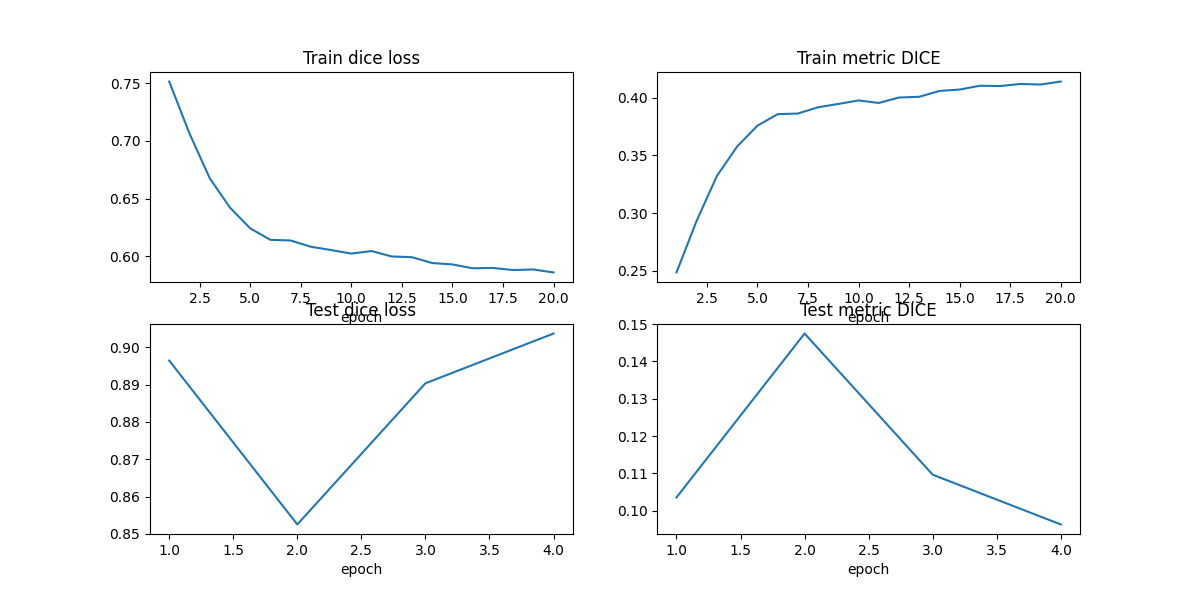 Train dice loss
0.75
0.70
0.65
0.60
2.5 5.0 7.5 10.0 12.5 15.0 17.5 20.0
epoch
Train metric DICE
0.40
0.35
0.30
0.25
2.5 5.0 7.5 10.0 12.5 15.0 17.5 20.0
epoch
Test dice loss
0.90
0.89
0.88
0.87
0.86
0.85
1.0 1.5 2.0 2.5 3.0 3.5 4.0
epoch
Test metric DICE
0.15
0.14
0.13
0.12
0.11
0.10
1.0 1.5 2.0 2.5 3.0 3.5 4.0
epoch